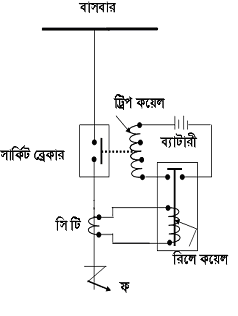 বাসবার
ট্রিপ কয়েল
ব্যাটারী
সার্কিট ব্রেকার
সি টি
রিলে কয়েল
ফ